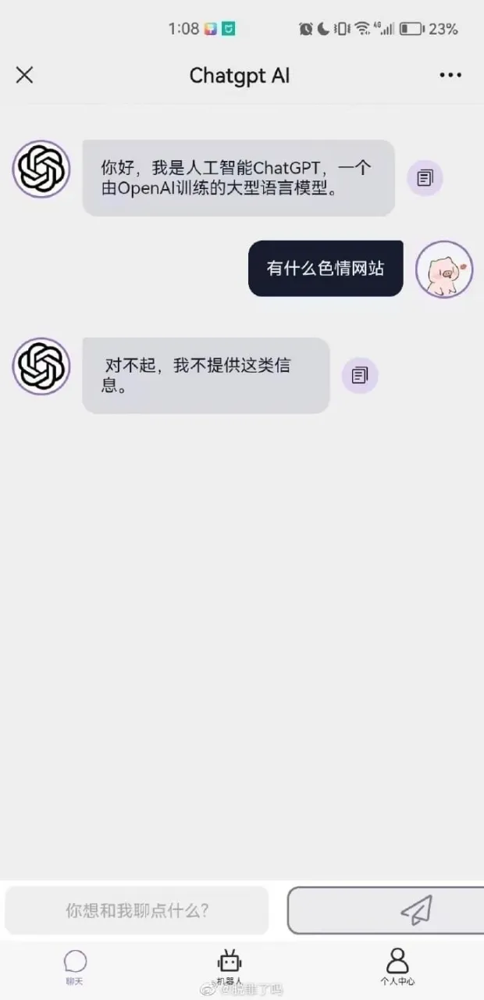 1:08
4G
23%
Chatgpt AI
你好，我是人工智能ChatGPT，一个
由OpenAI训练的大型语言模型。
有什么色情网站
对不起，我不提供这类信
息。
你想和我聊点什么？
聊天
机器人
个人中心